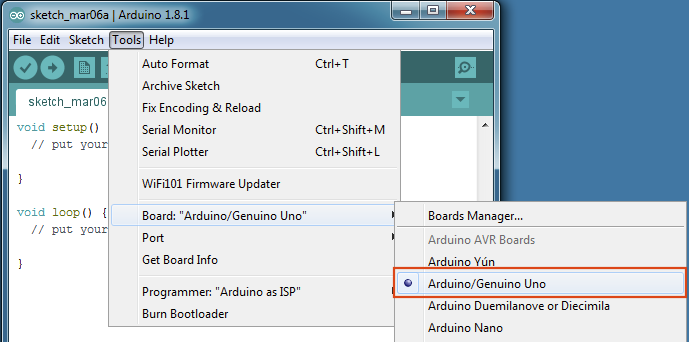 sketch_mar06a | Arduino 1.8.1
File Edit Sketch Tools Help
Auto Format Ctrl+T
Archive Sketch
sketch_mar06
Fix Encoding & Reload
void setup()
Serial Monitor Ctrl+Shift+M
// put your
Serial Plotter Ctrl+Shift+L
}
WiFi101 Firmware Updater
void loop() {
Board: "Arduino/Genuino Uno"
// put your
Port
Get Board Info
}
Programmer: "Arduino as ISP"
Burn Bootloader
Boards Manager...
Arduino AVR Boards
Arduino Yún
Arduino/Genuino Uno
Arduino Duemilanove or Diecimila
Arduino Nano